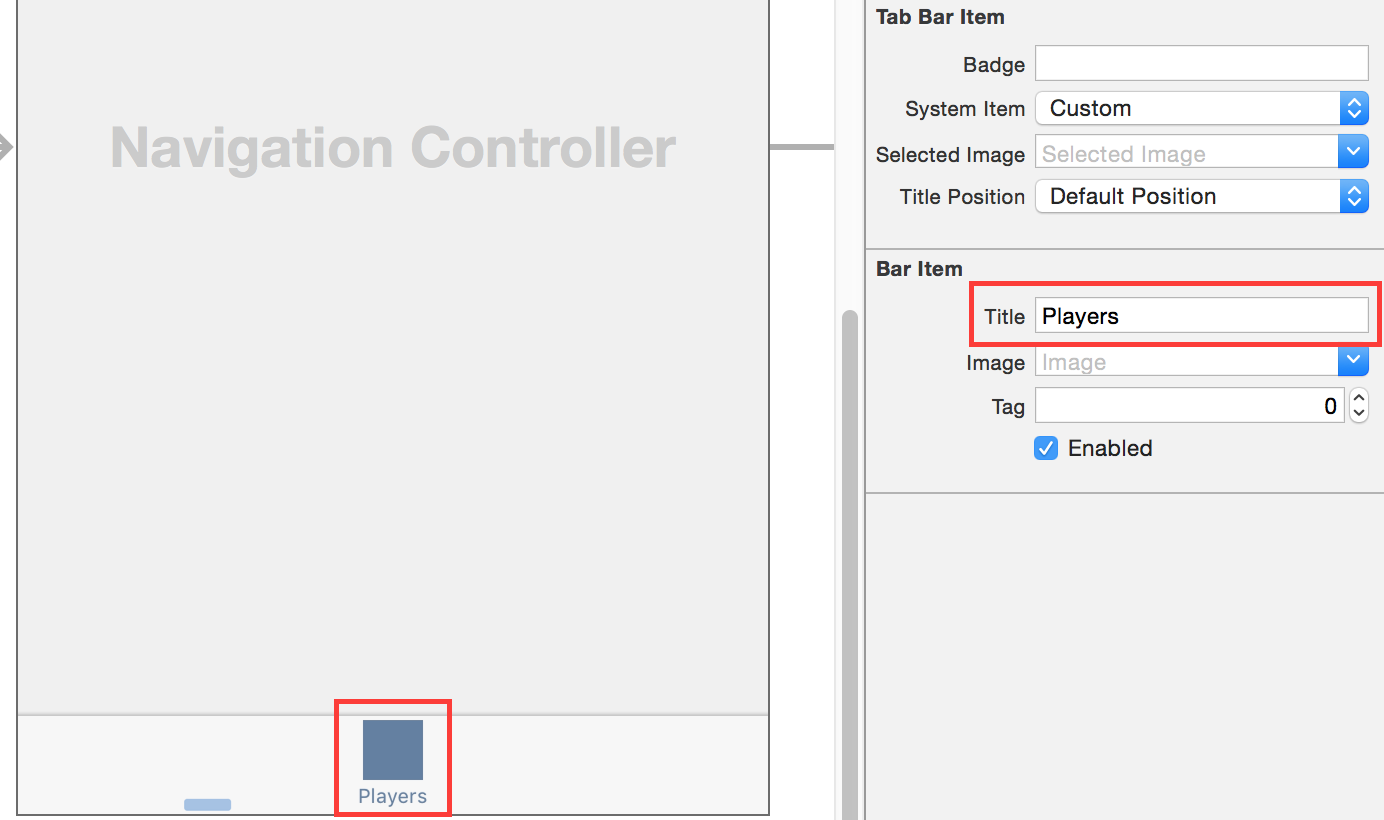 Navigation Controller
Players
Tab Bar Item
Badge
System Item Custom
Selected Image Selected Image
Title Position Default Position
Bar Item
Title Players
Image Image
Tag 0
Enabled